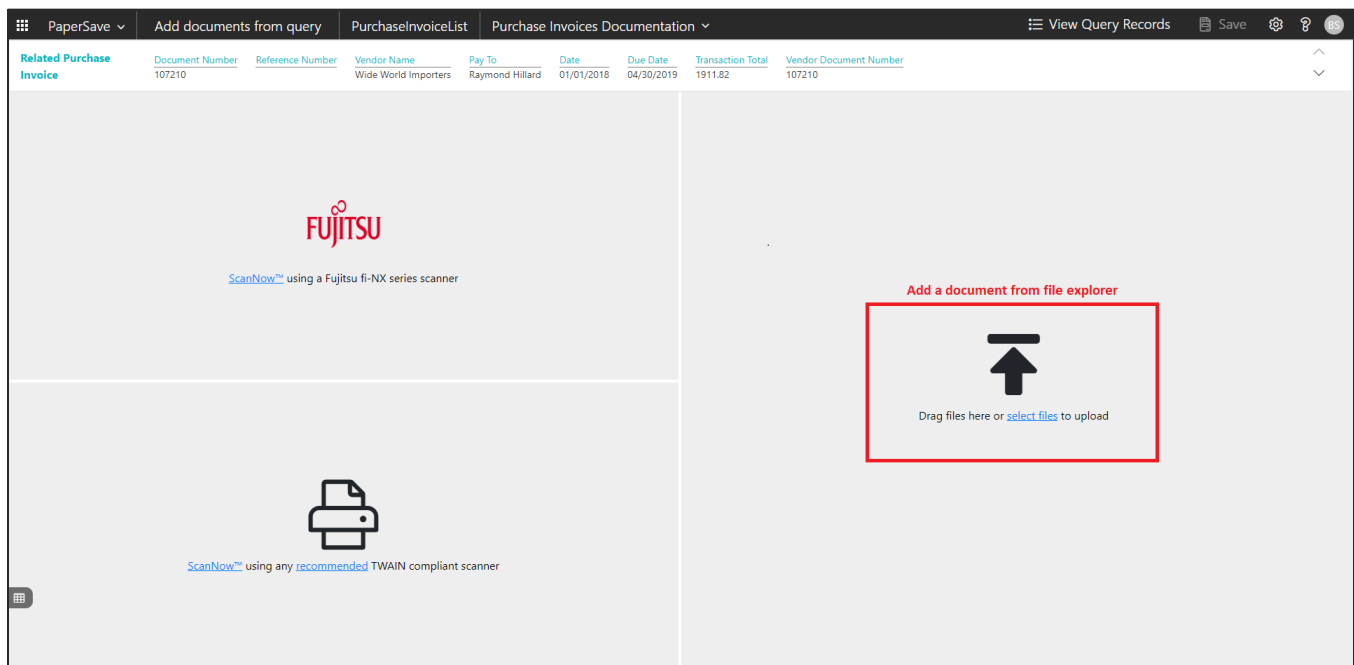 PaperSave Add documents from query PurchaseInvoiceList Purchase Invoices Documentation View Query Records Save BS
Related Purchase Invoice
Document Number Reference Number Vendor Name Pay To Date Due Date Transaction Total Vendor Document Number
107210 Wide World Importers Raymond Hillard 01/01/2018 04/30/2019 1911.82 107210
FUJITSU
ScanNow™ using a Fujitsu fi-NX series scanner
Add a document from file explorer
Drag files here or select files to upload
ScanNow™ using any recommended TWAIN compliant scanner